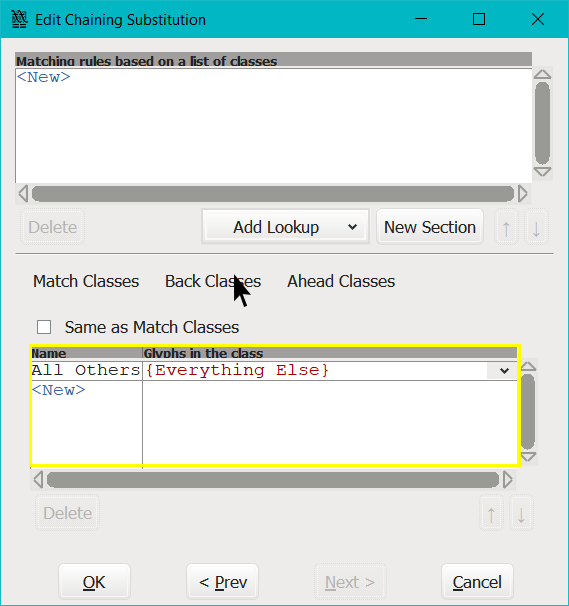 Edit Chaining Substitution
Matching rules based on a list of classes
<New>
Delete Add Lookup New Section ↑ ↓
Match Classes Back Classes Ahead Classes
Same as Match Classes
Name Glyphs in the class
All Others {Everything Else}
<New>
Delete ↑ ↓
OK < Prev Next > Cancel